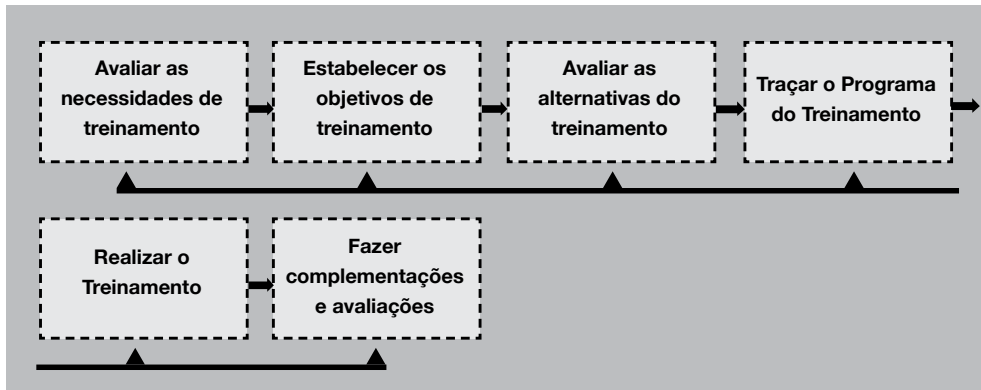 Avaliar as
necessidades de
treinamento
Estabelecer os
objetivos de
treinamento
Avaliar as
alternativas do
treinamento
Traçar o Programa
do Treinamento
Realizar o
Treinamento
Fazer
complementações
e avaliações